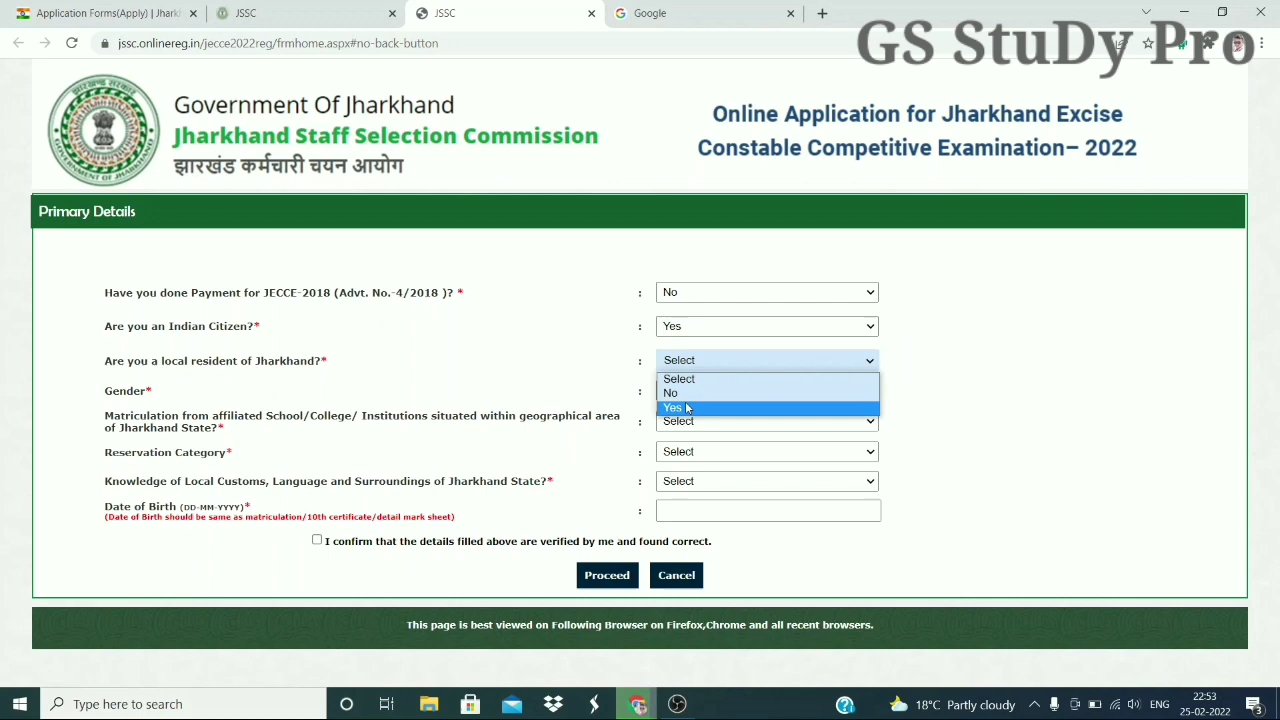 Application Forms(Apply) | Jharkl
JSSC
JSSC
Google
jssc.onlinereg.in/jecce2022reg/frmhome.aspx#no-back-button
GS StuDy Pro
Government Of Jharkhand
Jharkhand Staff Selection Commission
झारखंड कर्मचारी चयन आयोग
Online Application for Jharkhand Excise
Constable Competitive Examination– 2022
Primary Details
Have you done Payment for JECCE-2018 (Advt. No.-4/2018 )? * : No
Are you an Indian Citizen?* : Yes
Are you a local resident of Jharkhand?* : Select
Select
No
Yes
Gender* :
Matriculation from affiliated School/College/ Institutions situated within geographical area
of Jharkhand State?* : Select
Reservation Category* : Select
Knowledge of Local Customs, Language and Surroundings of Jharkhand State?* : Select
Date of Birth (DD-MM-YYYY)* :
(Date of Birth should be same as matriculation/10th certificate/detail mark sheet)
I confirm that the details filled above are verified by me and found correct.
Proceed Cancel
This page is best viewed on Following Browser on Firefox,Chrome and all recent browsers.
Type here to search
18°C Partly cloudy
ENG
22:53
25-02-2022
3